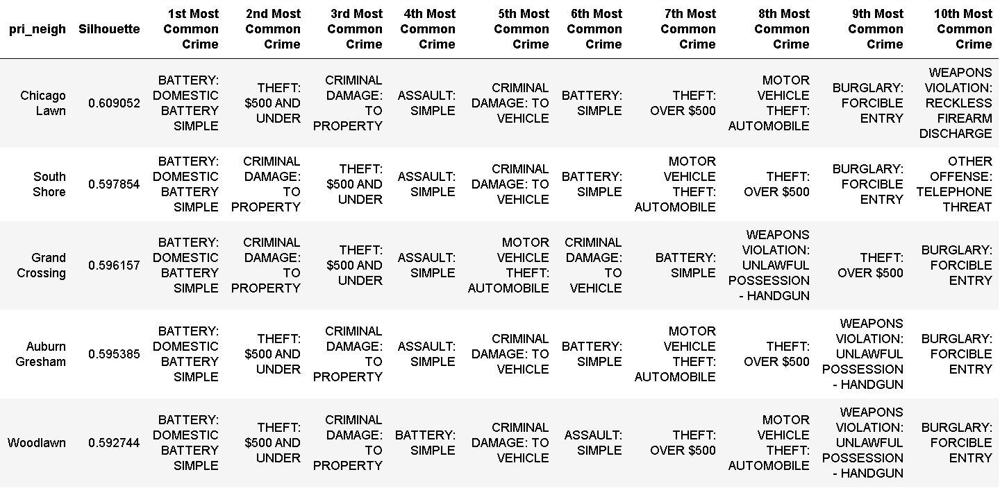 pri_neigh Silhouette 1st Most Common Crime 2nd Most Common Crime 3rd Most Common Crime 4th Most Common Crime 5th Most Common Crime 6th Most Common Crime 7th Most Common Crime 8th Most Common Crime 9th Most Common Crime 10th Most Common Crime
Chicago Lawn 0.609052 BATTERY: DOMESTIC BATTERY SIMPLE THEFT: $500 AND UNDER CRIMINAL DAMAGE: TO PROPERTY ASSAULT: SIMPLE CRIMINAL DAMAGE: TO VEHICLE BATTERY: SIMPLE THEFT: OVER $500 MOTOR VEHICLE THEFT: AUTOMOBILE BURGLARY: FORCIBLE ENTRY WEAPONS VIOLATION: RECKLESS FIREARM DISCHARGE
South Shore 0.597854 BATTERY: DOMESTIC BATTERY SIMPLE CRIMINAL DAMAGE: TO PROPERTY THEFT: $500 AND UNDER ASSAULT: SIMPLE CRIMINAL DAMAGE: TO VEHICLE BATTERY: SIMPLE MOTOR VEHICLE THEFT: AUTOMOBILE THEFT: OVER $500 BURGLARY: FORCIBLE ENTRY OTHER OFFENSE: TELEPHONE THREAT
Grand Crossing 0.596157 BATTERY: DOMESTIC BATTERY SIMPLE CRIMINAL DAMAGE: TO PROPERTY THEFT: $500 AND UNDER ASSAULT: SIMPLE MOTOR VEHICLE THEFT: AUTOMOBILE CRIMINAL DAMAGE: TO VEHICLE BATTERY: SIMPLE WEAPONS VIOLATION: UNLAWFUL POSSESSION - HANDGUN THEFT: OVER $500 BURGLARY: FORCIBLE ENTRY
Auburn Gresham 0.595385 BATTERY: DOMESTIC BATTERY SIMPLE THEFT: $500 AND UNDER CRIMINAL DAMAGE: TO PROPERTY ASSAULT: SIMPLE CRIMINAL DAMAGE: TO VEHICLE BATTERY: SIMPLE MOTOR VEHICLE THEFT: AUTOMOBILE THEFT: OVER $500 WEAPONS VIOLATION: UNLAWFUL POSSESSION - HANDGUN BURGLARY: FORCIBLE ENTRY
Woodlawn 0.592744 BATTERY: DOMESTIC BATTERY SIMPLE THEFT: $500 AND UNDER CRIMINAL DAMAGE: TO PROPERTY BATTERY: SIMPLE CRIMINAL DAMAGE: TO VEHICLE ASSAULT: SIMPLE THEFT: OVER $500 MOTOR VEHICLE THEFT: AUTOMOBILE WEAPONS VIOLATION: UNLAWFUL POSSESSION - HANDGUN BURGLARY: FORCIBLE ENTRY